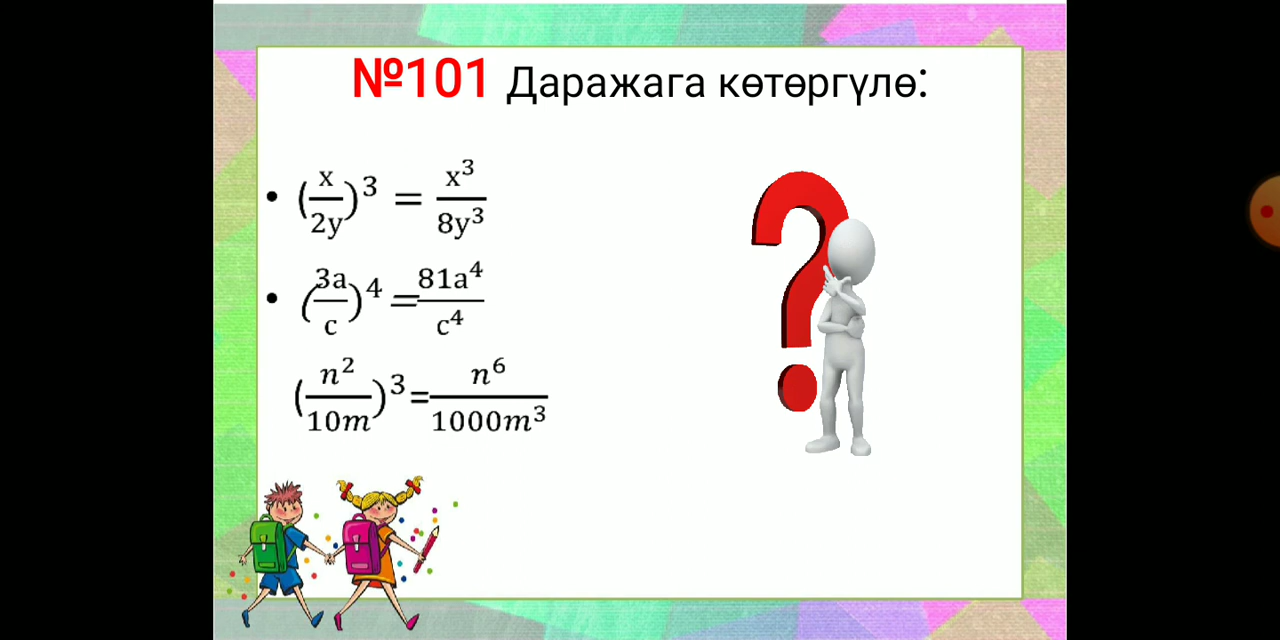 №101 Даражага көтөргүлө:
• (x/2y)³ = x³/8y³
• (3a/c)⁴ = 81a⁴/c⁴
(n²/10m)³ = n⁶/1000m³